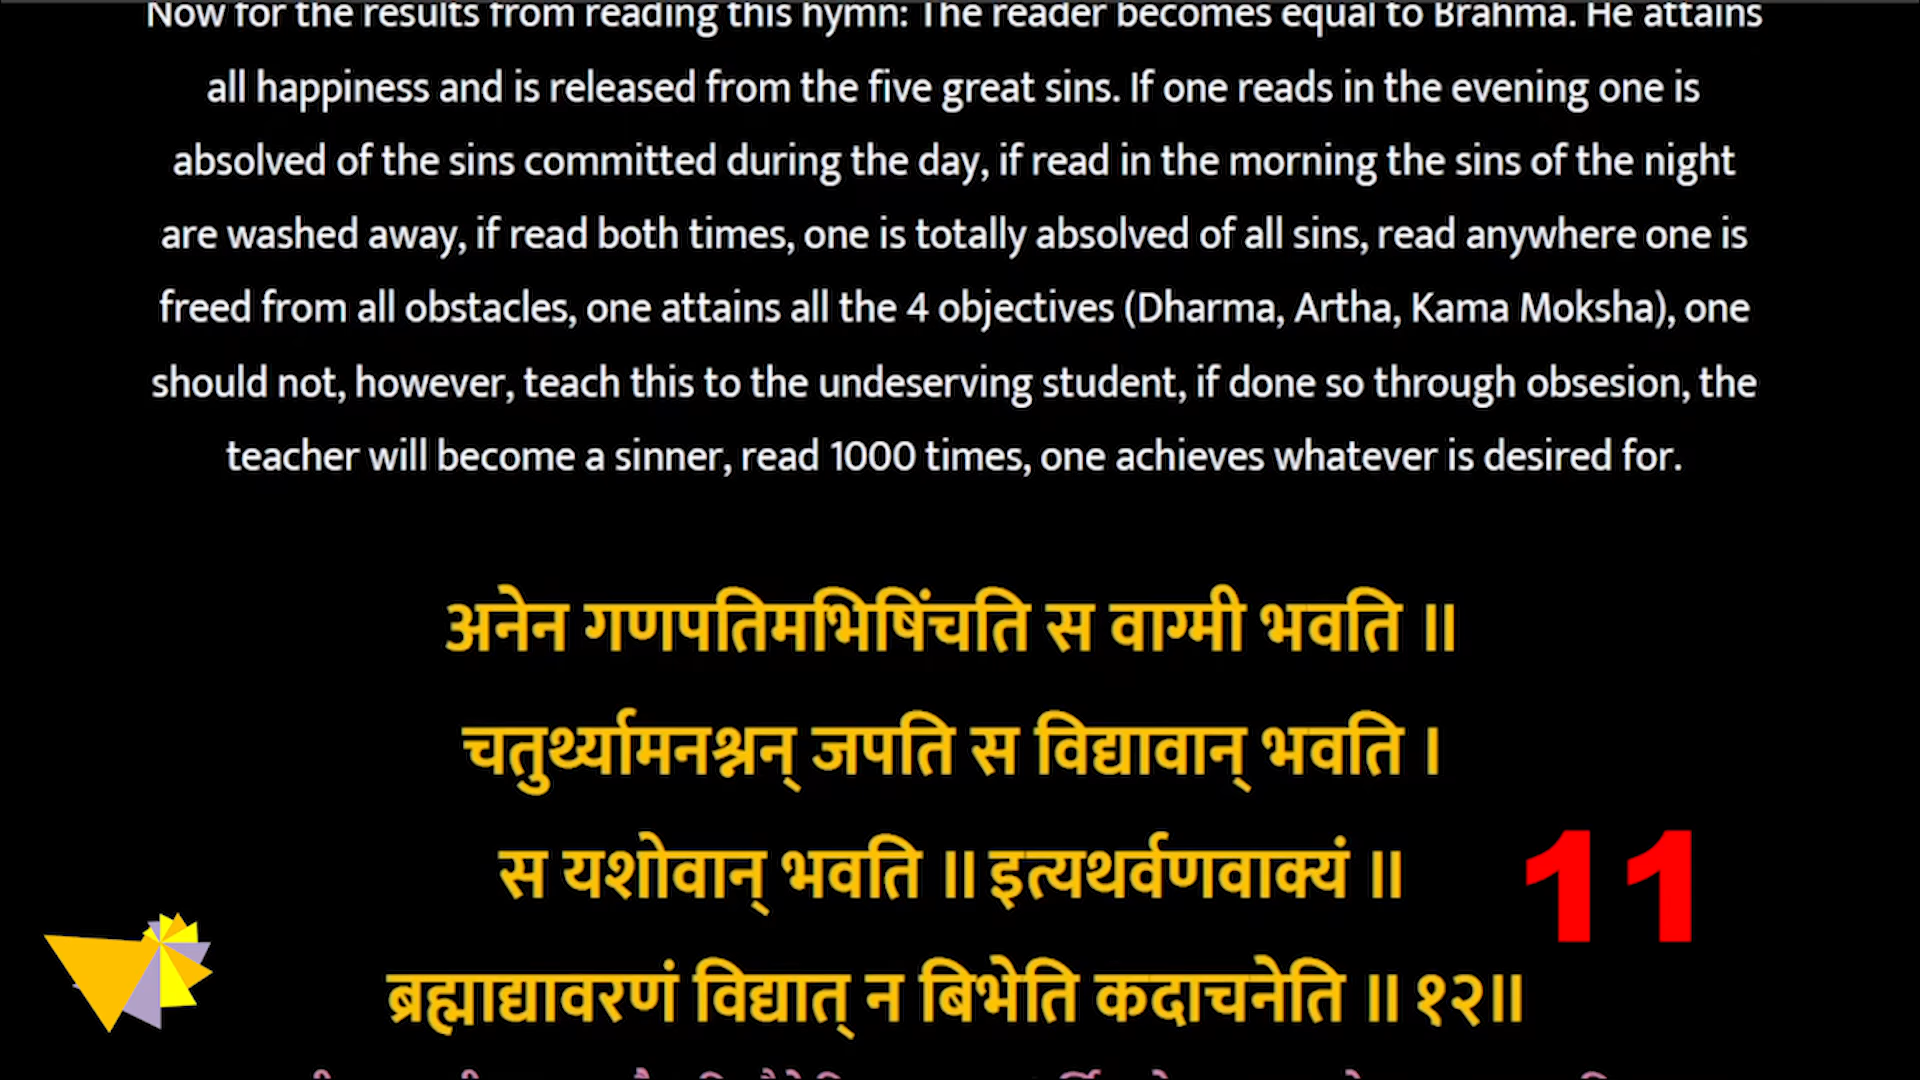 Now for the results from reading this hymn: The reader becomes equal to Brahma. He attains
all happiness and is released from the five great sins. If one reads in the evening one is
absolved of the sins committed during the day, if read in the morning the sins of the night
are washed away, if read both times, one is totally absolved of all sins, read anywhere one is
freed from all obstacles, one attains all the 4 objectives (Dharma, Artha, Kama Moksha), one
should not, however, teach this to the undeserving student, if done so through obsesion, the
teacher will become a sinner, read 1000 times, one achieves whatever is desired for.
अनेन गणपतिमभिषिंचति स वाग्मी भवति ॥
चतुर्थ्यामनश्नन् जपति स विद्यावान् भवति ।
स यशोवान् भवति ॥ इत्यथर्वणवाक्यं ॥
11
ब्रह्माद्यावरणं विद्यात् न बिभेति कदाचनेति ॥ १२॥